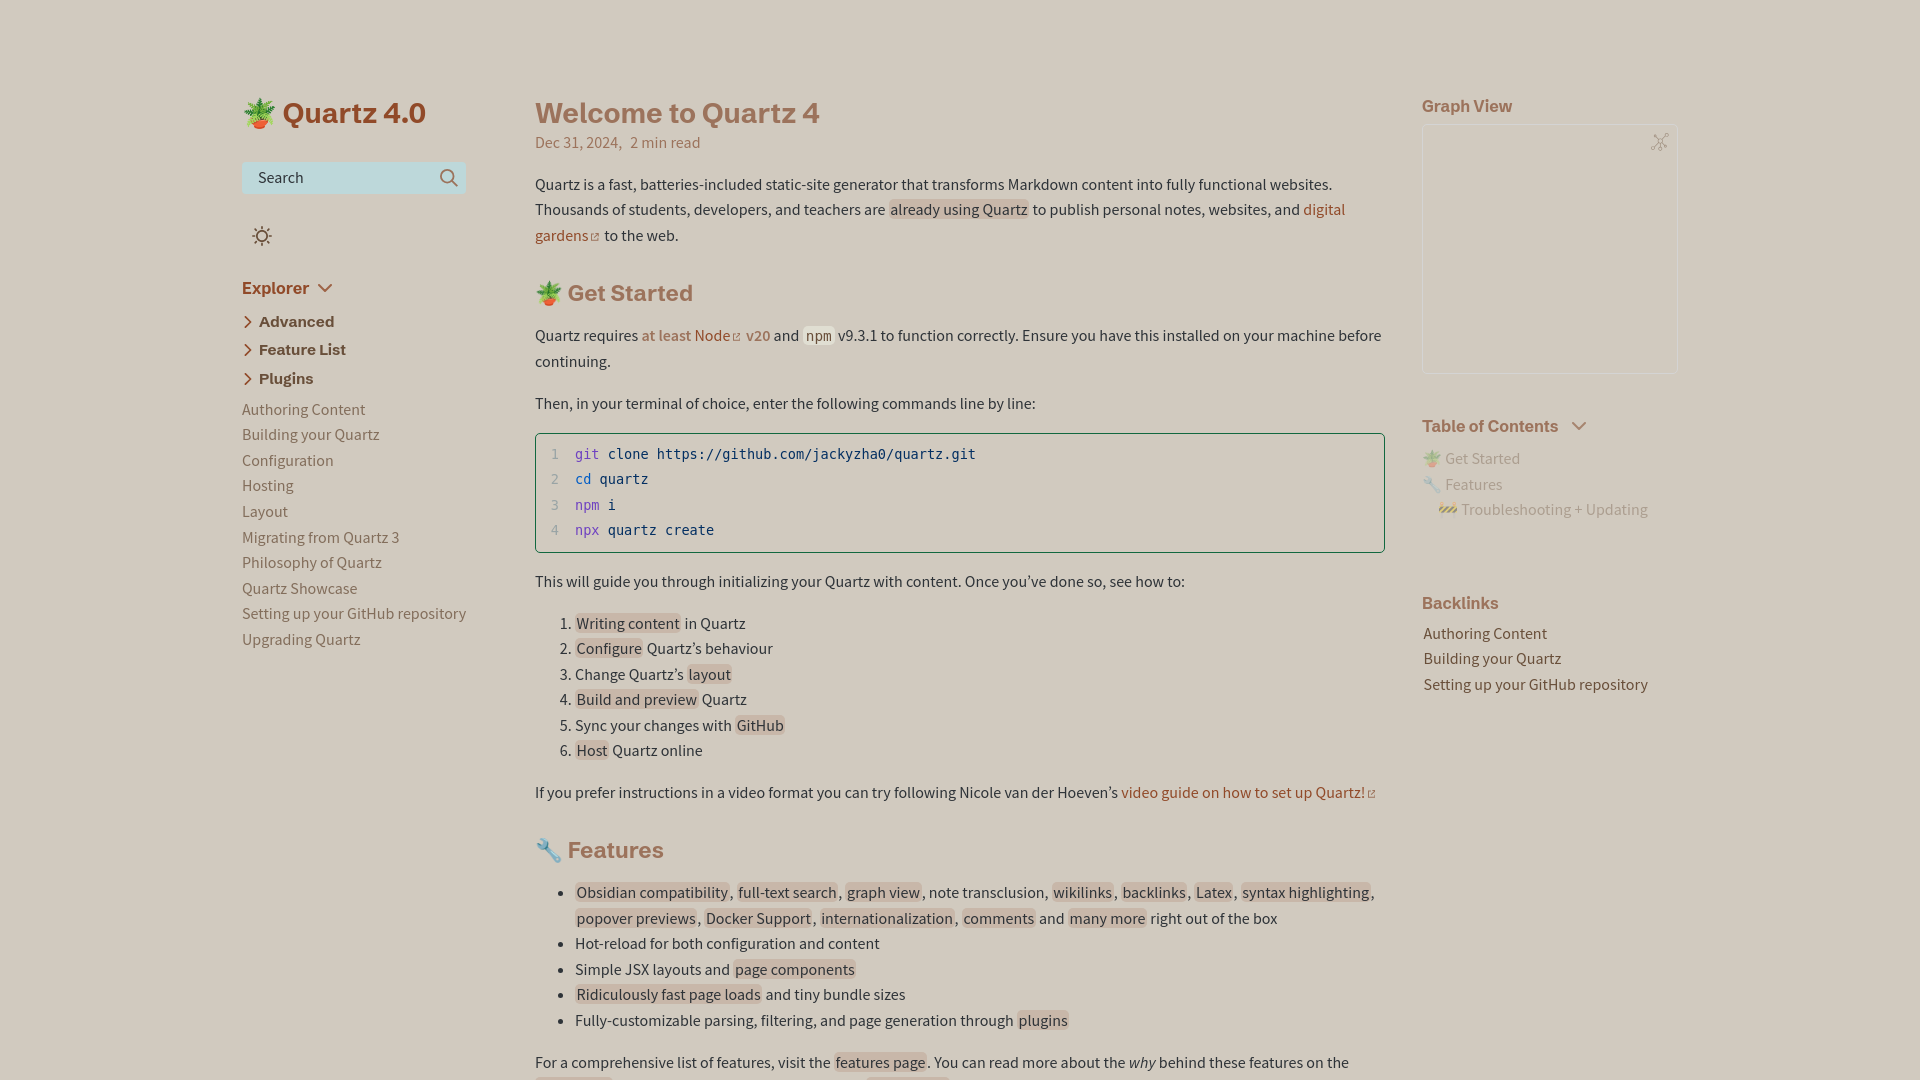 🪴 Quartz 4.0
Search
Explorer
Advanced
Feature List
Plugins
Authoring Content
Building your Quartz
Configuration
Hosting
Layout
Migrating from Quartz 3
Philosophy of Quartz
Quartz Showcase
Setting up your GitHub repository
Upgrading Quartz
Welcome to Quartz 4
Dec 31, 2024, 2 min read
Quartz is a fast, batteries-included static-site generator that transforms Markdown content into fully functional websites.
Thousands of students, developers, and teachers are already using Quartz to publish personal notes, websites, and digital
gardens to the web.
🪴 Get Started
Quartz requires at least Node v20 and npm v9.3.1 to function correctly. Ensure you have this installed on your machine before
continuing.
Then, in your terminal of choice, enter the following commands line by line:
1 git clone https://github.com/jackyzha0/quartz.git
2 cd quartz
3 npm i
4 npx quartz create
This will guide you through initializing your Quartz with content. Once you’ve done so, see how to:
1. Writing content in Quartz
2. Configure Quartz’s behaviour
3. Change Quartz’s layout
4. Build and preview Quartz
5. Sync your changes with GitHub
6. Host Quartz online
If you prefer instructions in a video format you can try following Nicole van der Hoeven’s video guide on how to set up Quartz!
🔧 Features
• Obsidian compatibility, full-text search, graph view, note transclusion, wikilinks, backlinks, Latex, syntax highlighting,
popover previews, Docker Support, internationalization, comments and many more right out of the box
• Hot-reload for both configuration and content
• Simple JSX layouts and page components
• Ridiculously fast page loads and tiny bundle sizes
• Fully-customizable parsing, filtering, and page generation through plugins
For a comprehensive list of features, visit the features page. You can read more about the why behind these features on the
Graph View
Table of Contents
🪴 Get Started
🔧 Features
🚧 Troubleshooting + Updating
Backlinks
Authoring Content
Building your Quartz
Setting up your GitHub repository